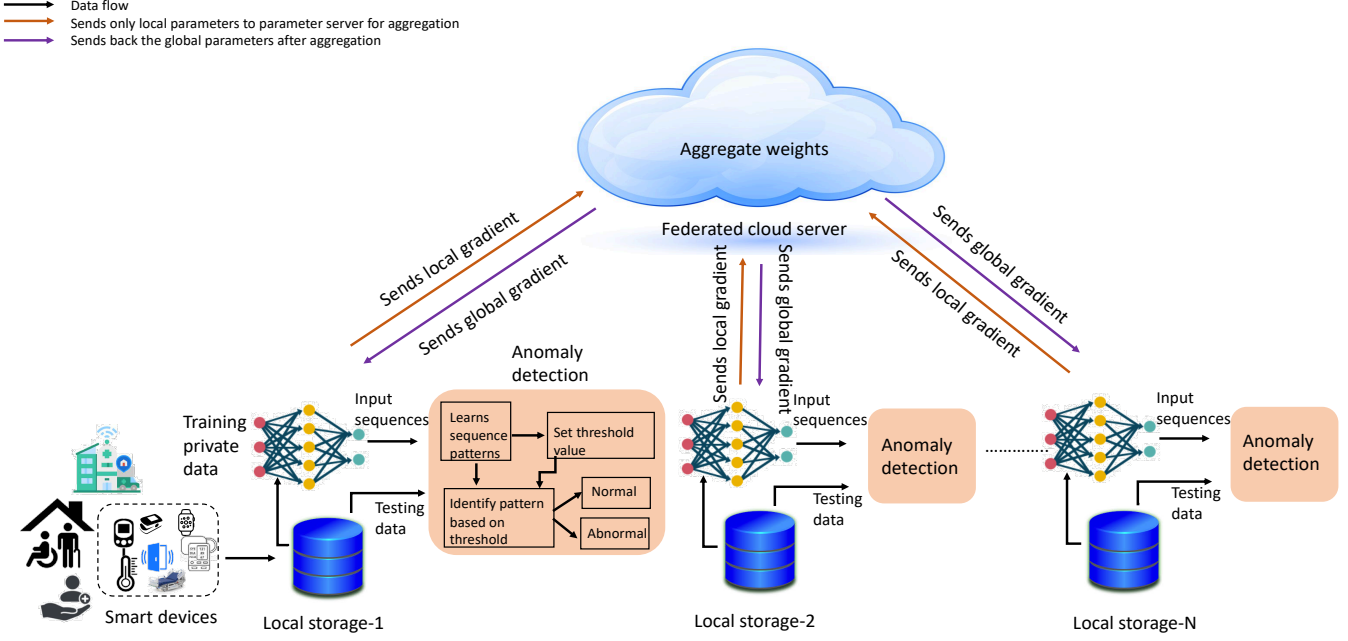 Data flow
Sends only local parameters to parameter server for aggregation
Sends back the global parameters after aggregation
Aggregate weights
Federated cloud server
Sends local gradient
Sends global gradient
Sends local gradient
Sends global gradient
Sends global gradient
Sends local gradient
Training
private
data
Input
sequences
Testing
data
Anomaly
detection
Learns
sequence
patterns
Set threshold
value
Identify pattern
based on
threshold
Normal
Abnormal
Input
sequences
Testing
data
Anomaly
detection
Input
sequences
Testing
data
Anomaly
detection
Smart devices
Local storage-1
Local storage-2
Local storage-N